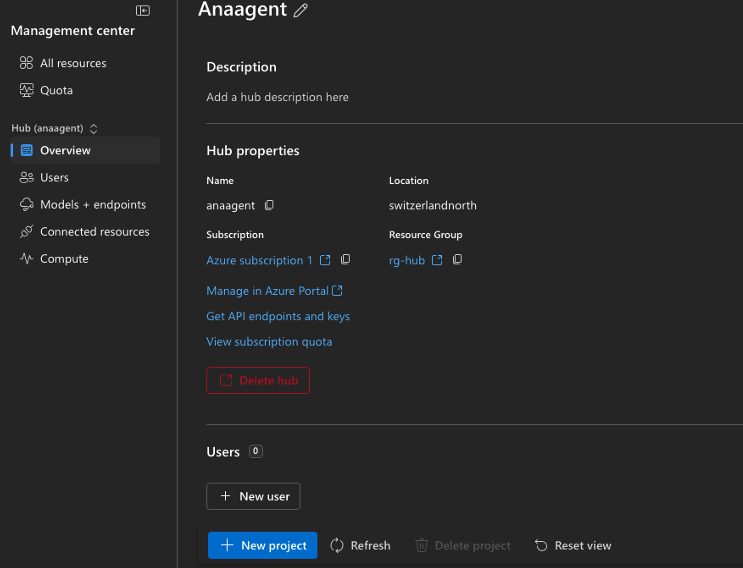 Anaagent
Management center
All resources
Quota
Hub (anaagent)
Overview
Users
Models + endpoints
Connected resources
Compute
Description
Add a hub description here
Hub properties
Name
Location
anaagent
switzerlandnorth
Subscription
Resource Group
Azure subscription 1
rg-hub
Manage in Azure Portal
Get API endpoints and keys
View subscription quota
Delete hub
Users 0
+ New user
+ New project Refresh Delete project Reset view